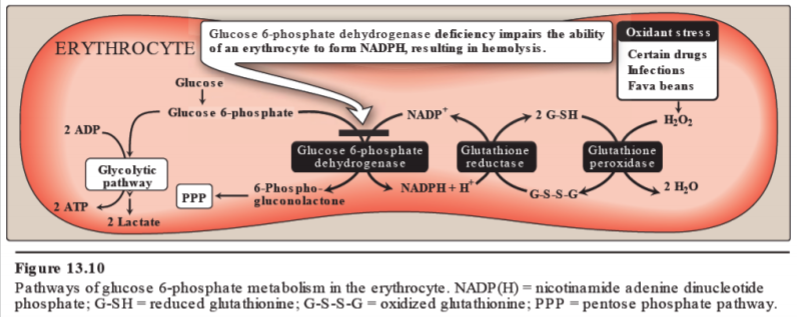 Glucose 6-phosphate dehydrogenase deficiency impairs the ability
of an erythrocyte to form NADPH, resulting in hemolysis.
Oxidant stress
Certain drugs
Infections
Fava beans
ERYTHROCYTE
Glucose
Glucose 6-phosphate
NADP+
2 G-SH
H2O2
2 ADP
Glycolytic
pathway
Glucose 6-phosphate
dehydrogenase
Glutathione
reductase
Glutathione
peroxidase
2 ATP
2 Lactate
PPP
6-Phospho-
gluconolactone
NADPH + H+
G-S-S-G
2 H2O
Figure 13.10
Pathways of glucose 6-phosphate metabolism in the erythrocyte. NADP(H) = nicotinamide adenine dinucleotide
phosphate; G-SH = reduced glutathionine; G-S-S-G = oxidized glutathionine; PPP = pentose phosphate pathway.